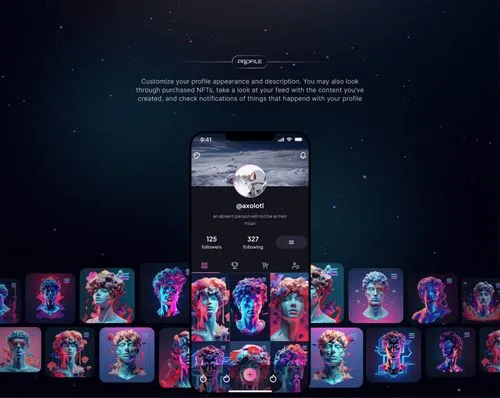 PROFILE
Customize your profile appearance and description. You may also look
through purchased NFTs, take a look at your feed with the content you've
created, and check notifications of things that happend with your profile
9:41
@axolotl
an absent person will not be an heir
milan
125
327
followers
following